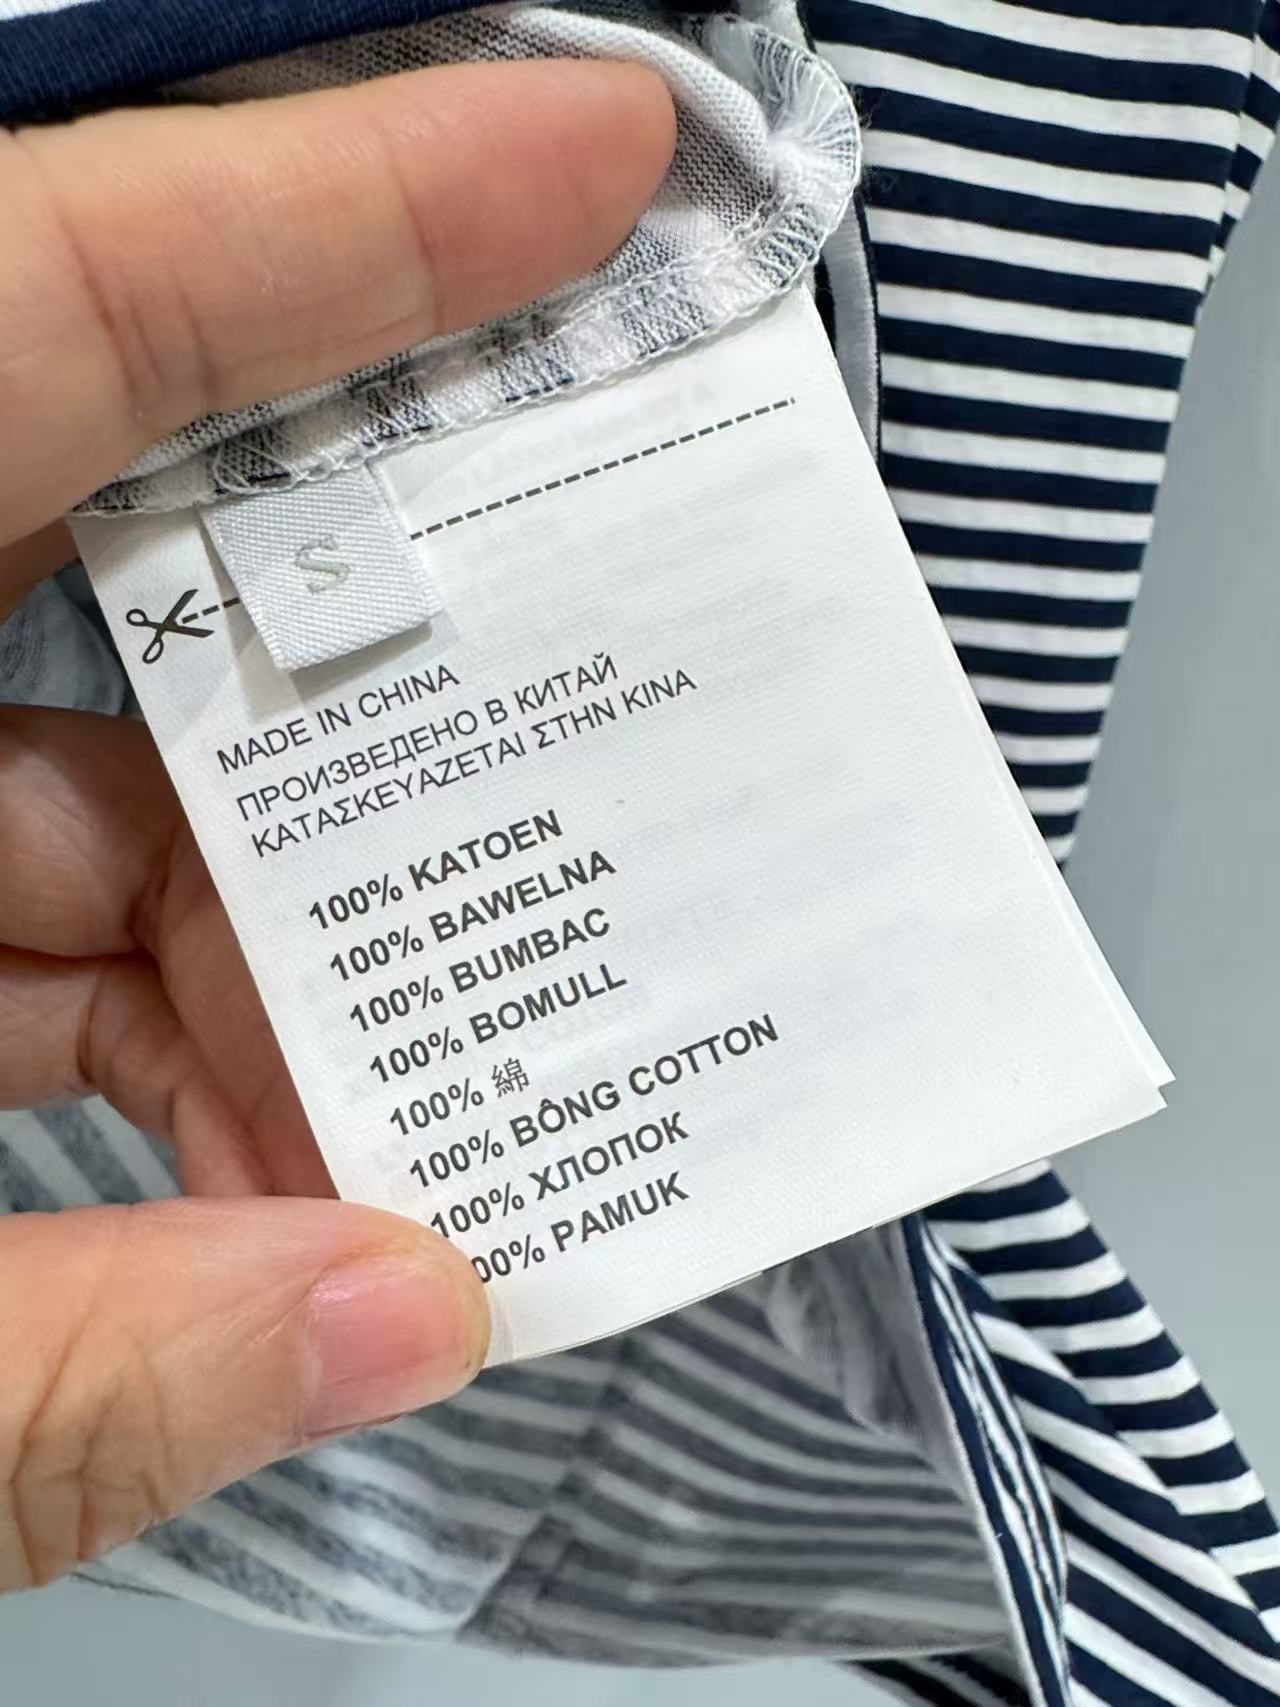 S
MADE IN CHINA
ПРОИЗВЕДЕНО В КИТАЙ
ΚΑΤΑΣΚΕΥΑΖΕΤΑΙ ΣΤΗΝ ΚΙΝΑ
100% KATOEN
100% BAWELNA
100% BUMBAC
100% BOMULL
100% 綿
100% BÔNG COTTON
100% ХЛОПОК
00% PAMUK